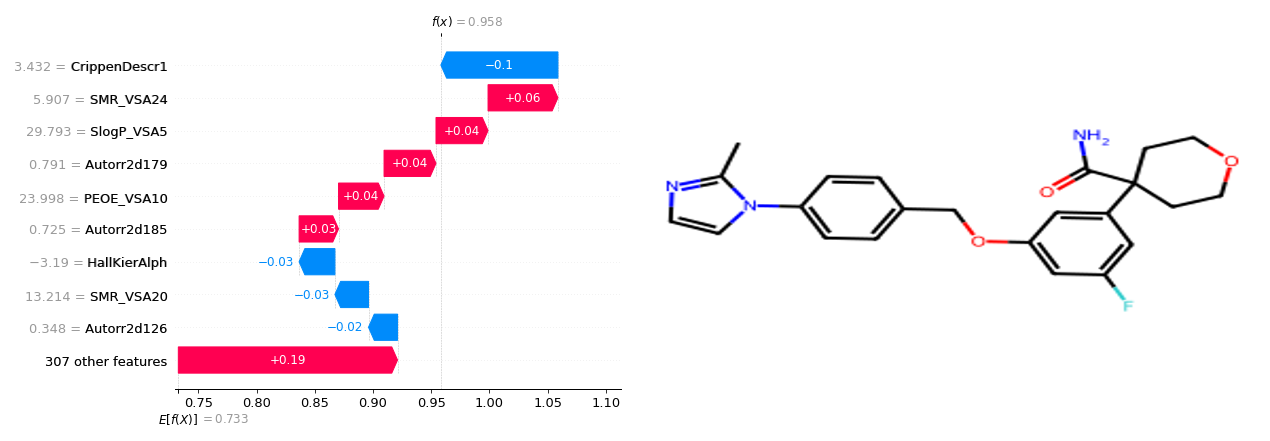 f(x) = 0.958
3.432 = CrippenDescr1
−0.1
5.907 = SMR_VSA24
+0.06
29.793 = SlogP_VSA5
+0.04
0.791 = Autorr2d179
+0.04
23.998 = PEOE_VSA10
+0.04
0.725 = Autorr2d185
+0.03
−3.19 = HallKierAlph
−0.03
13.214 = SMR_VSA20
−0.03
0.348 = Autorr2d126
−0.02
307 other features
+0.19
0.75 0.80 0.85 0.90 0.95 1.00 1.05 1.10
E[f(X)] = 0.733
NH₂
O
O
N
N
O
F